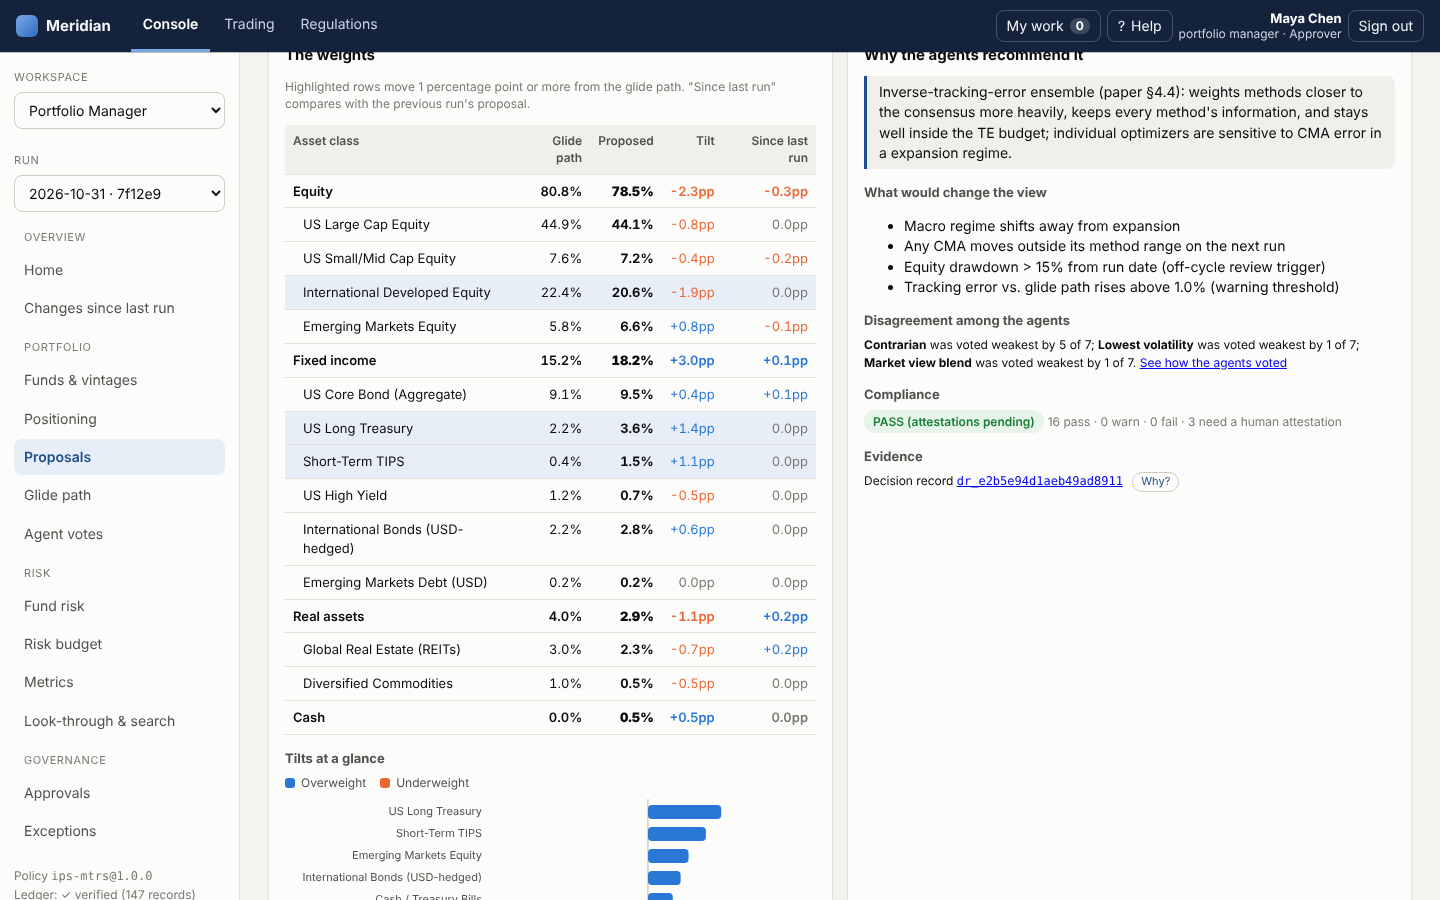 Meridian
Console
Trading
Regulations
My work 0
? Help
Maya Chen
portfolio manager · Approver
Sign out
WORKSPACE
Portfolio Manager
RUN
2026-10-31 · 7f12e9
OVERVIEW
Home
Changes since last run
PORTFOLIO
Funds & vintages
Positioning
Proposals
Glide path
Agent votes
RISK
Fund risk
Risk budget
Metrics
Look-through & search
GOVERNANCE
Approvals
Exceptions
Policy ips-mtrs@1.0.0
Ledger: ✓ verified (147 records)
The weights
Highlighted rows move 1 percentage point or more from the glide path. "Since last run"
compares with the previous run's proposal.
Asset class Glide path Proposed Tilt Since last run
Equity 80.8% 78.5% -2.3pp -0.3pp
US Large Cap Equity 44.9% 44.1% -0.8pp 0.0pp
US Small/Mid Cap Equity 7.6% 7.2% -0.4pp -0.2pp
International Developed Equity 22.4% 20.6% -1.9pp 0.0pp
Emerging Markets Equity 5.8% 6.6% +0.8pp -0.1pp
Fixed income 15.2% 18.2% +3.0pp +0.1pp
US Core Bond (Aggregate) 9.1% 9.5% +0.4pp +0.1pp
US Long Treasury 2.2% 3.6% +1.4pp 0.0pp
Short-Term TIPS 0.4% 1.5% +1.1pp 0.0pp
US High Yield 1.2% 0.7% -0.5pp 0.0pp
International Bonds (USD-hedged) 2.2% 2.8% +0.6pp 0.0pp
Emerging Markets Debt (USD) 0.2% 0.2% 0.0pp 0.0pp
Real assets 4.0% 2.9% -1.1pp +0.2pp
Global Real Estate (REITs) 3.0% 2.3% -0.7pp +0.2pp
Diversified Commodities 1.0% 0.5% -0.5pp 0.0pp
Cash 0.0% 0.5% +0.5pp 0.0pp
Tilts at a glance
Overweight Underweight
US Long Treasury
Short-Term TIPS
Emerging Markets Equity
International Bonds (USD-hedged)
Cash / Treasury Bills
Why the agents recommend it
Inverse-tracking-error ensemble (paper §4.4): weights methods closer to
the consensus more heavily, keeps every method's information, and stays
well inside the TE budget; individual optimizers are sensitive to CMA error in
a expansion regime.
What would change the view
• Macro regime shifts away from expansion
• Any CMA moves outside its method range on the next run
• Equity drawdown > 15% from run date (off-cycle review trigger)
• Tracking error vs. glide path rises above 1.0% (warning threshold)
Disagreement among the agents
Contrarian was voted weakest by 5 of 7; Lowest volatility was voted weakest by 1 of 7;
Market view blend was voted weakest by 1 of 7. See how the agents voted
Compliance
PASS (attestations pending) 16 pass · 0 warn · 0 fail · 3 need a human attestation
Evidence
Decision record dr_e2b5e94d1aeb49ad8911 Why?